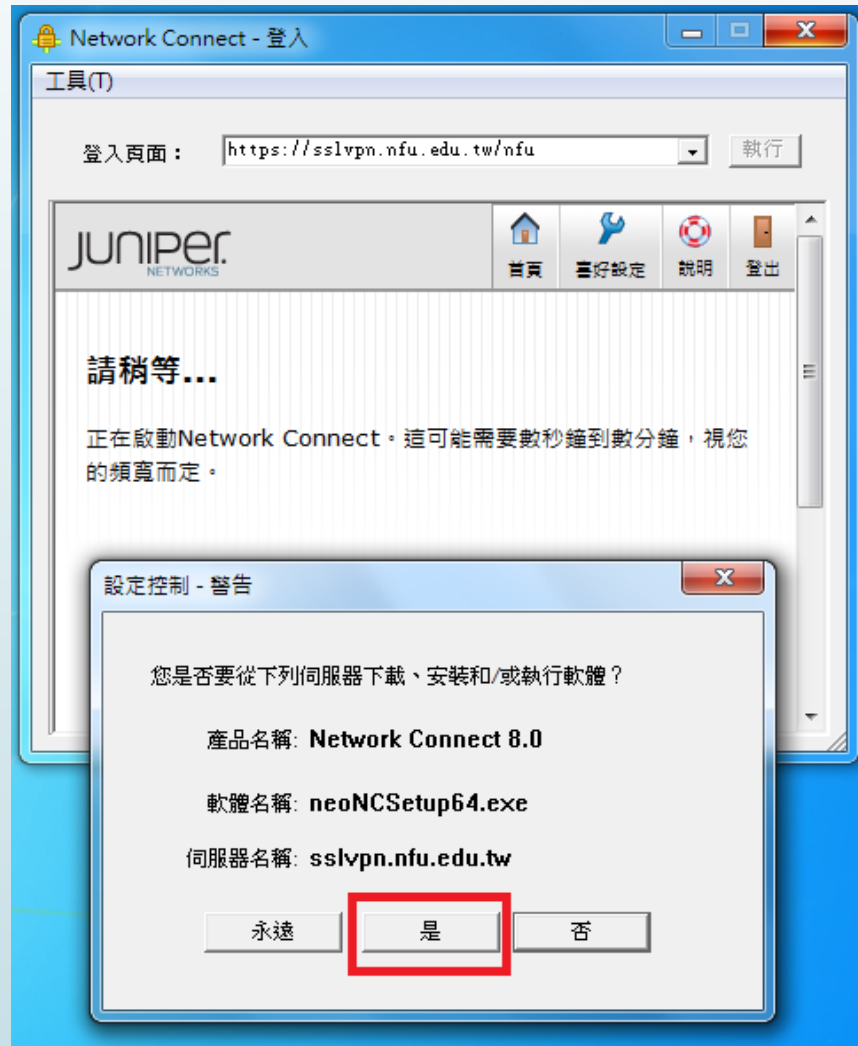 Network Connect - 登入
工具(T)
登入頁面：
https://sslvpn.nfu.edu.tw/nfu
執行
JUNIPER
NETWORKS
首頁
喜好設定
說明
登出
請稍等...
正在啟動Network Connect。這可能需要數秒鐘到數分鐘，視您
的頻寬而定。
設定控制 - 警告
您是否要從下列伺服器下載、安裝和/或執行軟體？
產品名稱: Network Connect 8.0
軟體名稱: neoNCSetup64.exe
伺服器名稱: sslvpn.nfu.edu.tw
永遠
是
否